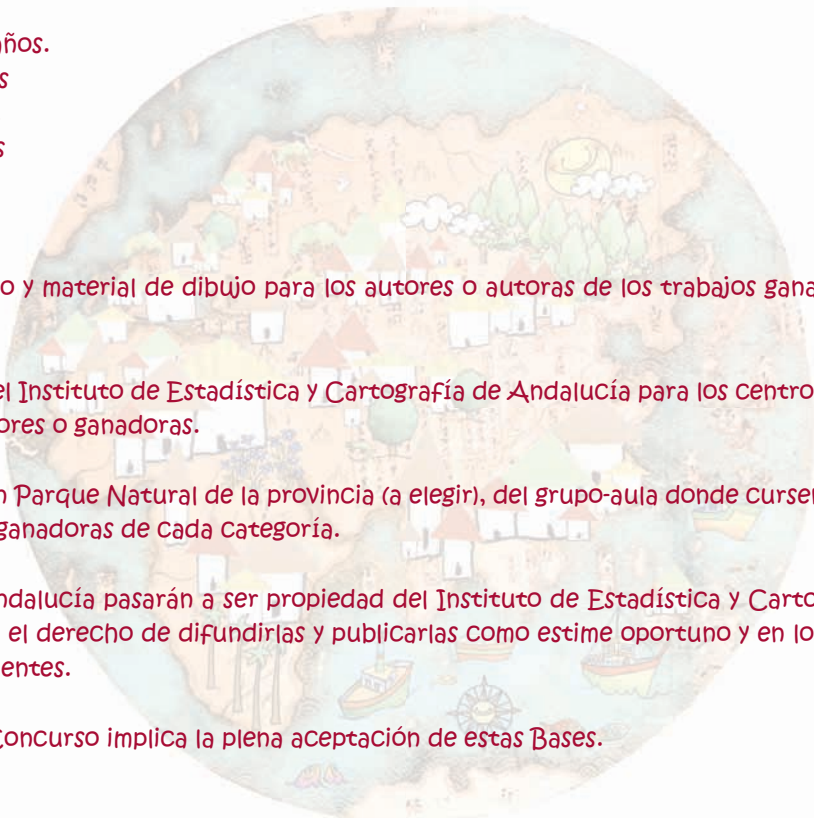 años.
s
s
o y material de dibujo para los autores o autoras de los trabajos gana
el Instituto de Estadística y Cartografía de Andalucía para los centro
ores o ganadoras.
n Parque Natural de la provincia (a elegir), del grupo-aula donde curse
ganadoras de cada categoría.
ndalucía pasarán a ser propiedad del Instituto de Estadística y Carto
el derecho de difundirlas y publicarlas como estime oportuno y en lo
entes.
Concurso implica la plena aceptación de estas Bases.